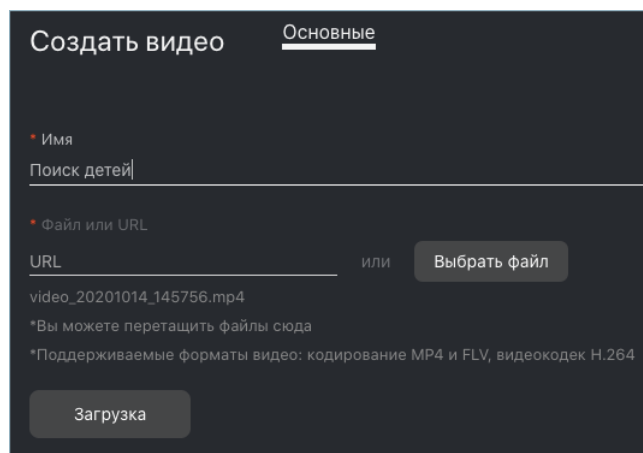 Создать видео
Основные
* Имя
Поиск детей
* Файл или URL
URL
или
Выбрать файл
video_20201014_145756.mp4
*Вы можете перетащить файлы сюда
*Поддерживаемые форматы видео: кодирование MP4 и FLV, видеокодек H.264
Загрузка